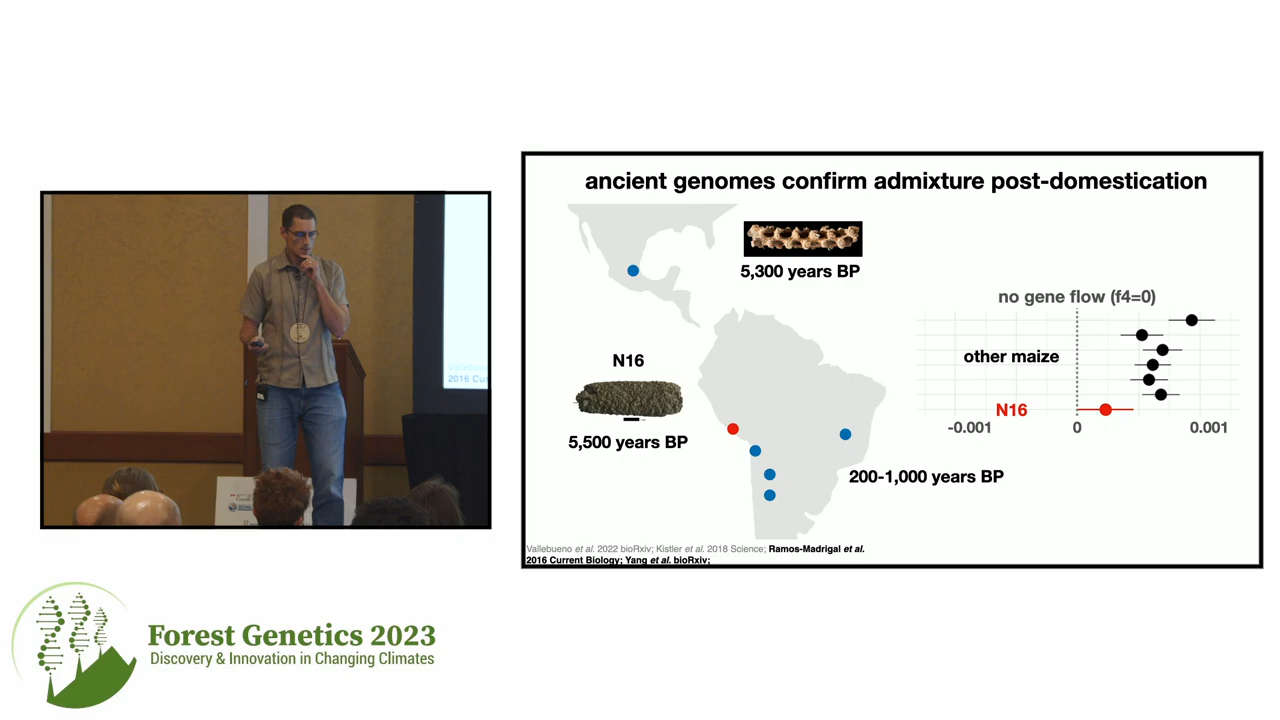 ancient genomes confirm admixture post-domestication
5,300 years BP
no gene flow (f4=0)
other maize
N16
-0.001 0 0.001
N16
5,500 years BP
200-1,000 years BP
Vallebueno et al. 2022 bioRxiv; Kistler et al. 2018 Science; Ramos-Madrigal et al.
2016 Current Biology; Yang et al. bioRxiv;
2016 Cur
Forest Genetics 2023
Discovery & Innovation in Changing Climates